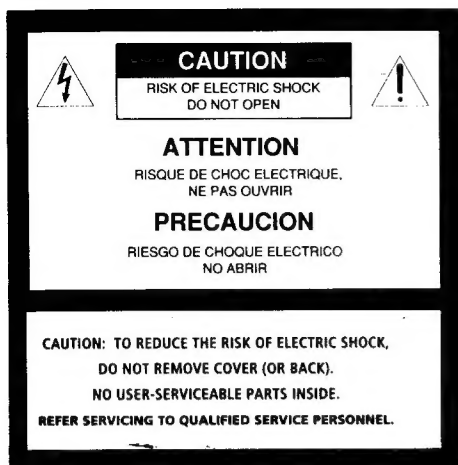 CAUTION
RISK OF ELECTRIC SHOCK
DO NOT OPEN
ATTENTION
RISQUE DE CHOC ELECTRIQUE,
NE PAS OUVRIR
PRECAUCION
RIESGO DE CHOQUE ELECTRICO
NO ABRIR
CAUTION: TO REDUCE THE RISK OF ELECTRIC SHOCK,
DO NOT REMOVE COVER (OR BACK).
NO USER-SERVICEABLE PARTS INSIDE.
REFER SERVICING TO QUALIFIED SERVICE PERSONNEL.